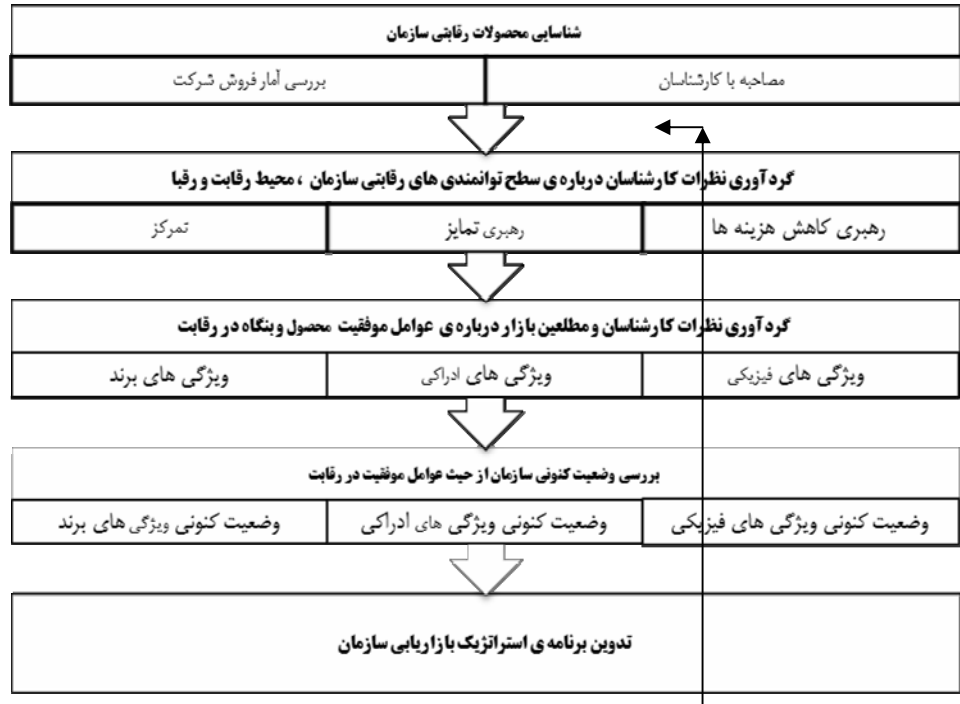 شناسایی محصولات رقابتی سازمان
مصاحبه با کارشناسان
بررسی آمار فروش شرکت
گردآوری نظرات کارشناسان درباره ی سطح توانمندی های رقابتی سازمان ، محیط رقابت و رقبا
رهبری کاهش هزینه ها
رهبری تمایز
تمرکز
گردآوری نظرات کارشناسان و مطلعین بازار درباره ی عوامل موفقیت محصول و بنگاه در رقابت
ویژگی های فیزیکی
ویژگی های ادراکی
ویژگی های برند
بررسی وضعیت کنونی سازمان از حیث عوامل موفقیت در رقابت
وضعیت کنونی ویژگی های فیزیکی
وضعیت کنونی ویژگی های ادراکی
وضعیت کنونی ویژگی های برند
تدوین برنامه ی استراتژیک بازاریابی سازمان